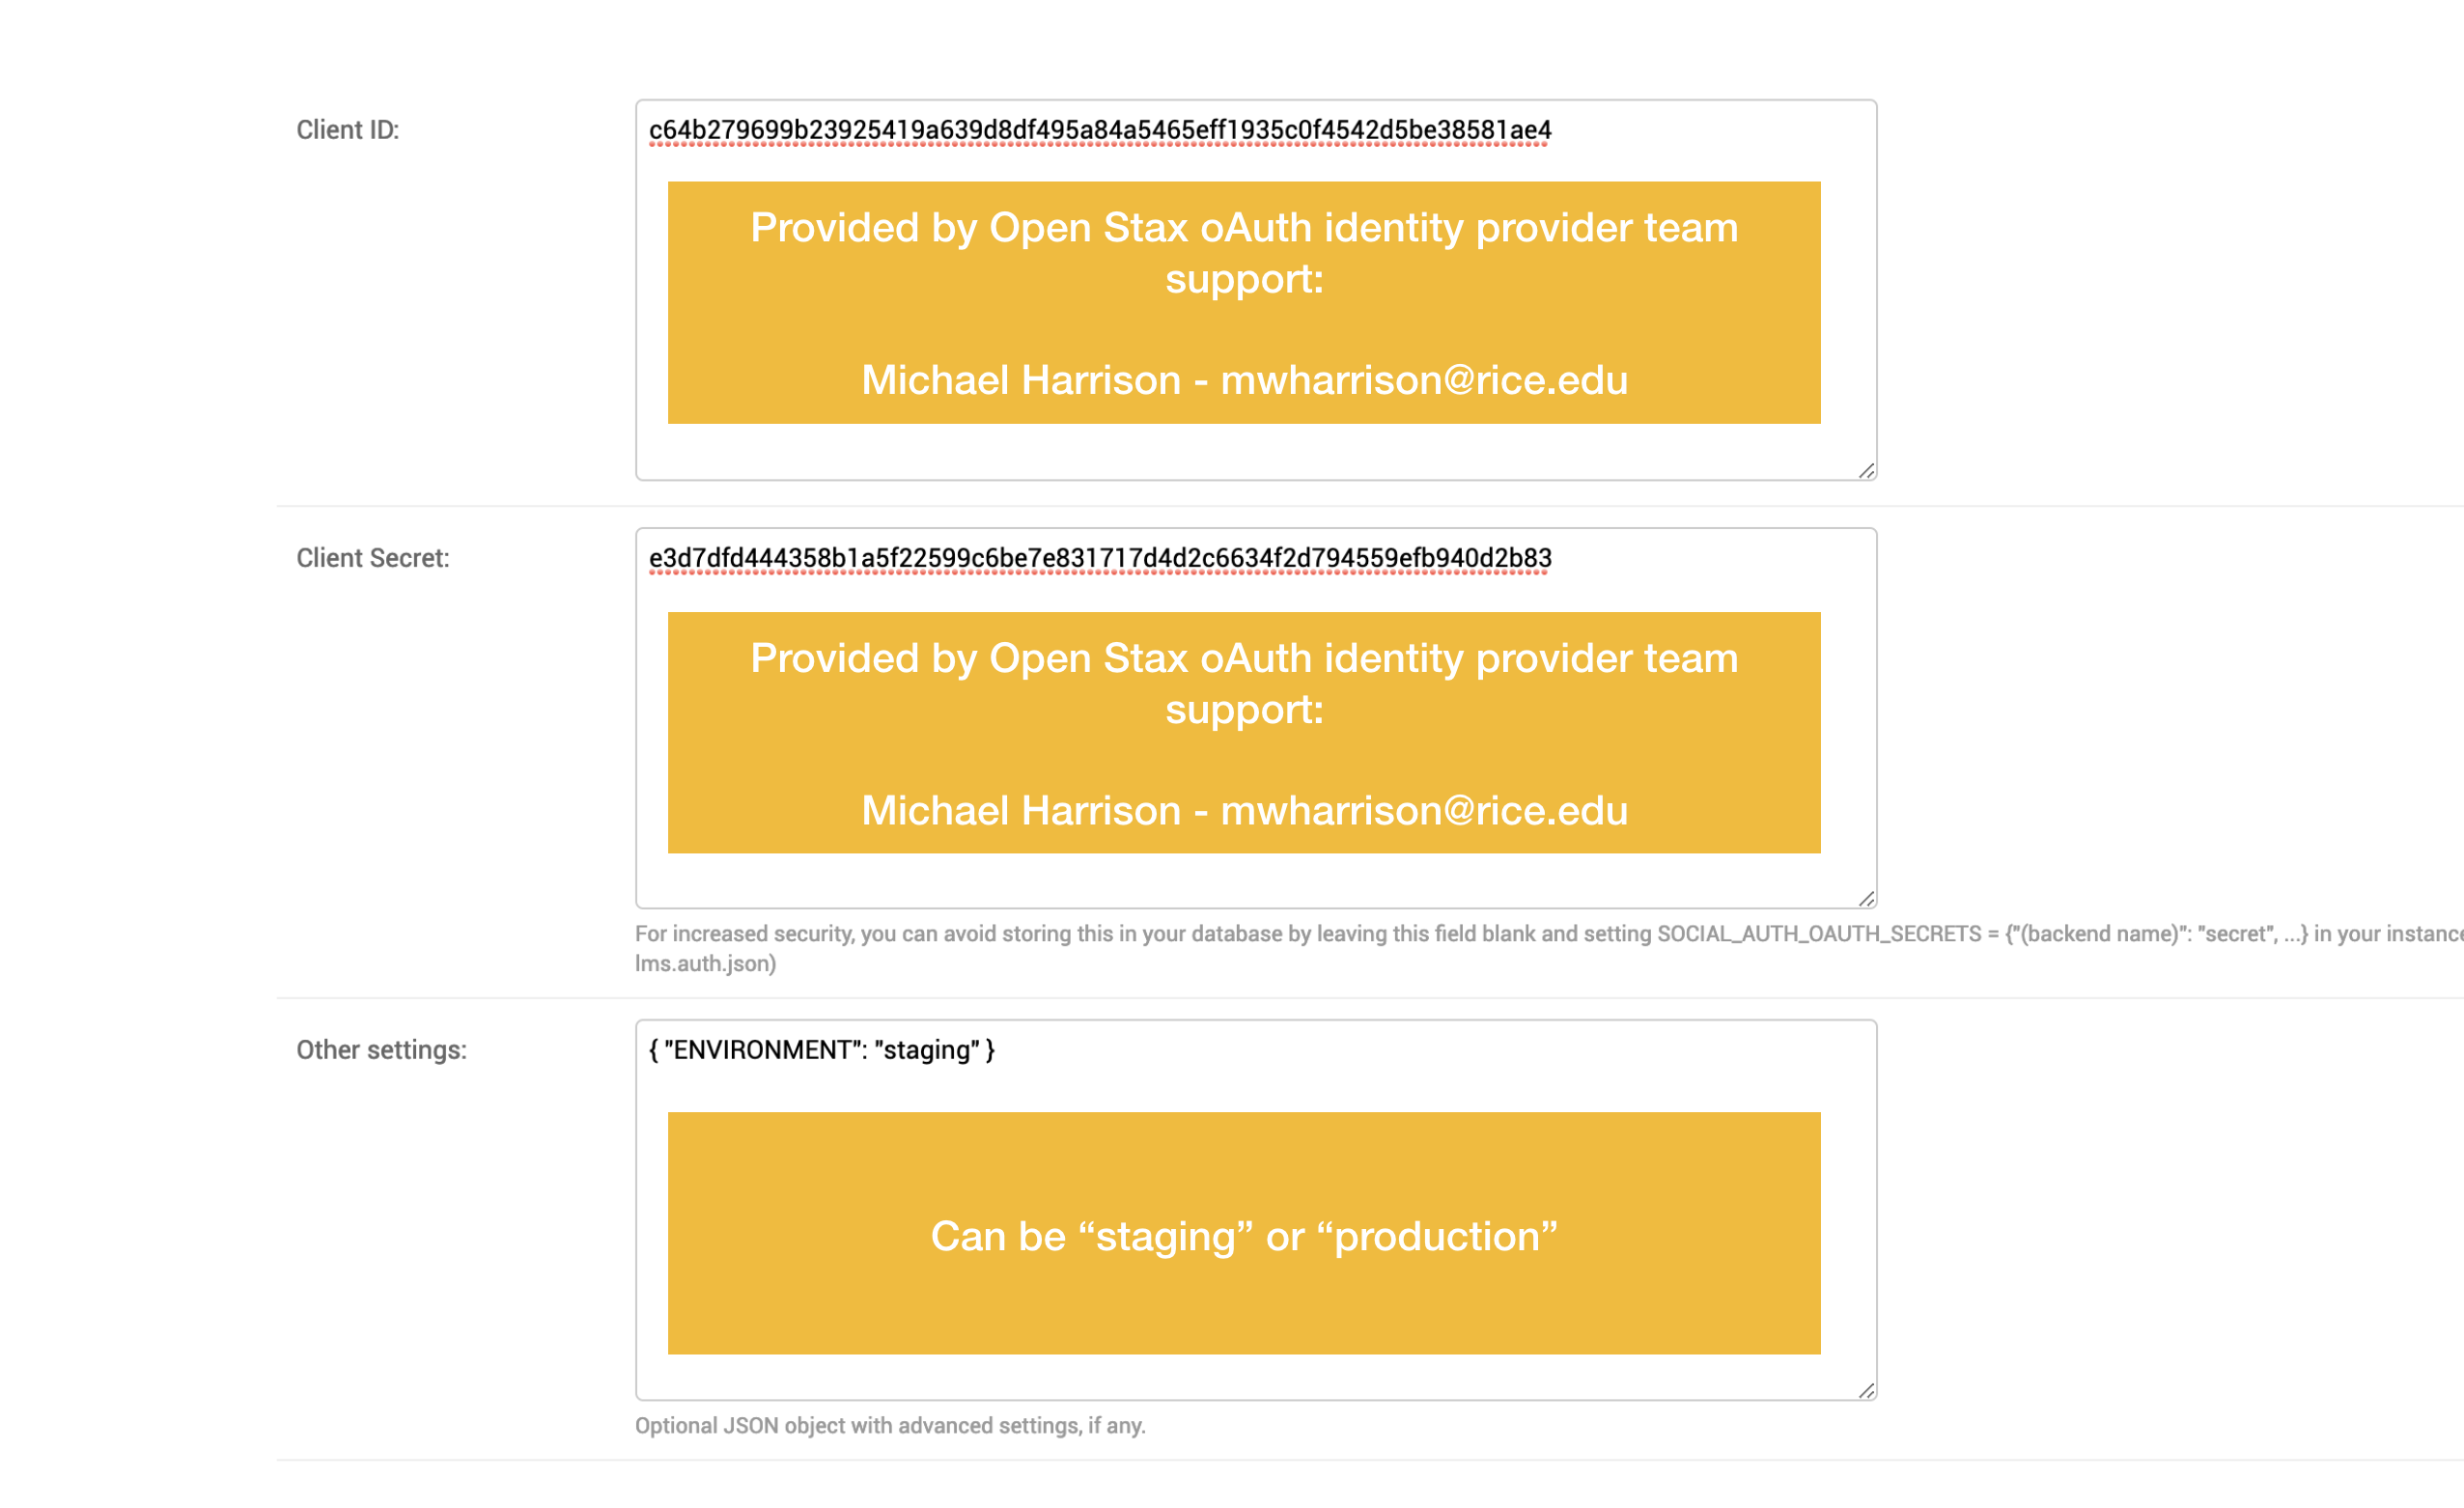 Client ID:
c64b279699b23925419a639d8df495a84a5465eff1935c0f4542d5be38581ae4
Provided by Open Stax oAuth identity provider team
support:
Michael Harrison - mwharrison@rice.edu
Client Secret:
e3d7dfd444358b1a5f22599c6be7e831717d4d2c6634f2d794559efb940d2b83
Provided by Open Stax oAuth identity provider team
support:
Michael Harrison - mwharrison@rice.edu
For increased security, you can avoid storing this in your database by leaving this field blank and setting SOCIAL_AUTH_OAUTH_SECRETS = {"(backend name)": "secret", ...} in your instance
lms.auth.json)
Other settings:
{ "ENVIRONMENT": "staging" }
Can be “staging” or “production”
Optional JSON object with advanced settings, if any.